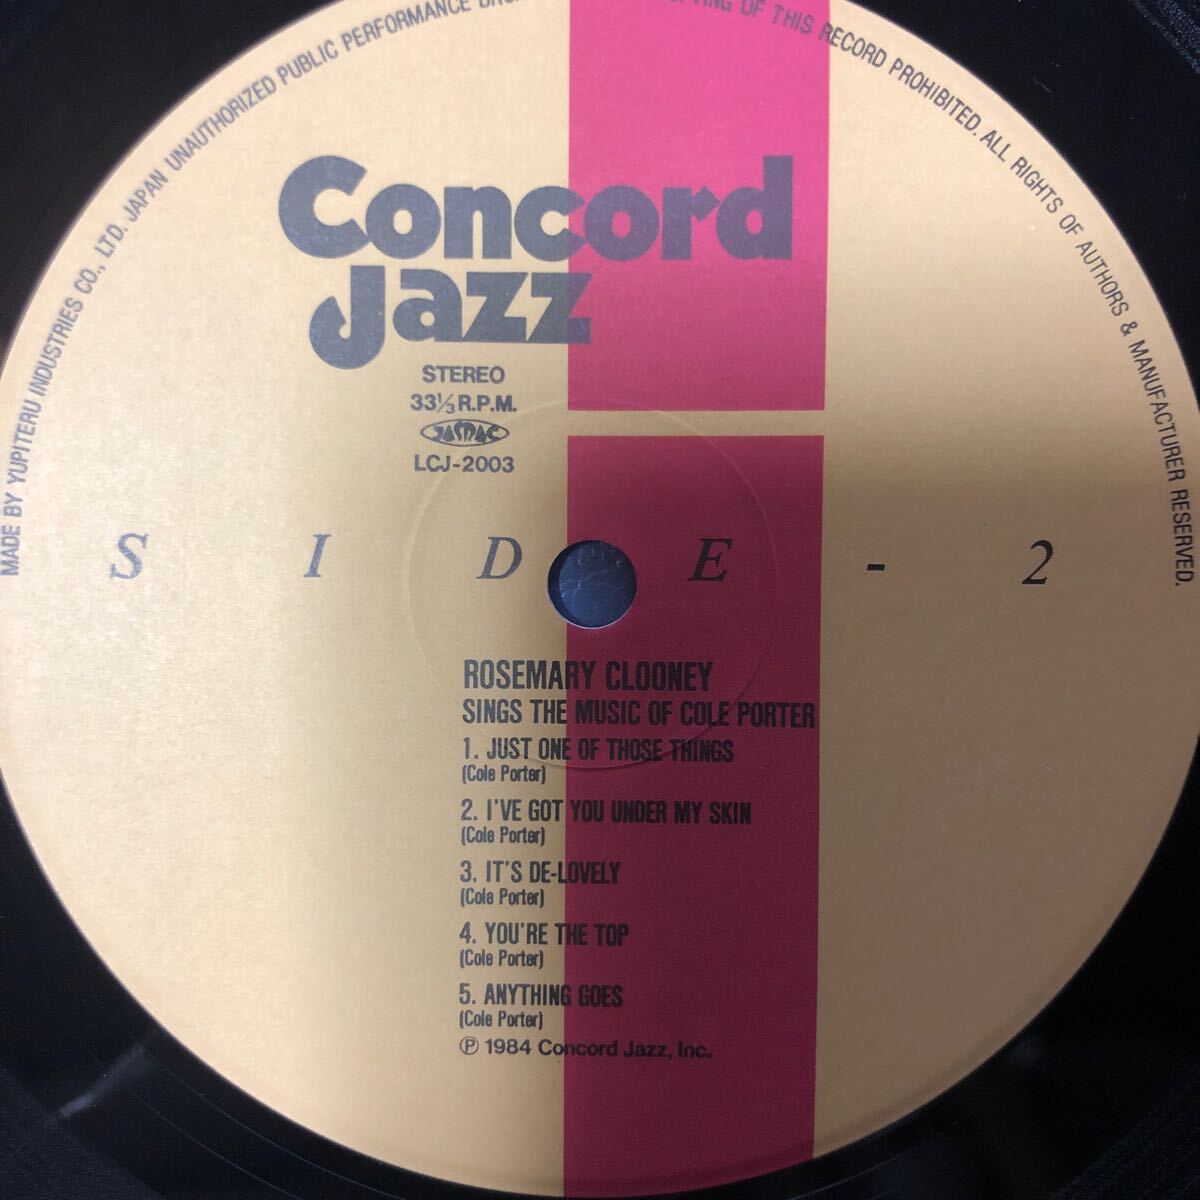 MADE BY YUPITERU INDUSTRIES CO., LTD. JAPAN UNAUTHORIZED PUBLIC PERFORMANCE OF THIS RECORD PROHIBITED. ALL RIGHTS OF AUTHORS & MANUFACTURER RESERVED.
Concord
Jazz
STEREO
33⅓ R.P.M.
JASRAC
LCJ-2003
SIDE-2
ROSEMARY CLOONEY
SINGS THE MUSIC OF COLE PORTER
1. JUST ONE OF THOSE THINGS
(Cole Porter)
2. I'VE GOT YOU UNDER MY SKIN
(Cole Porter)
3. IT'S DE-LOVELY
(Cole Porter)
4. YOU'RE THE TOP
(Cole Porter)
5. ANYTHING GOES
(Cole Porter)
℗ 1984 Concord Jazz, Inc.